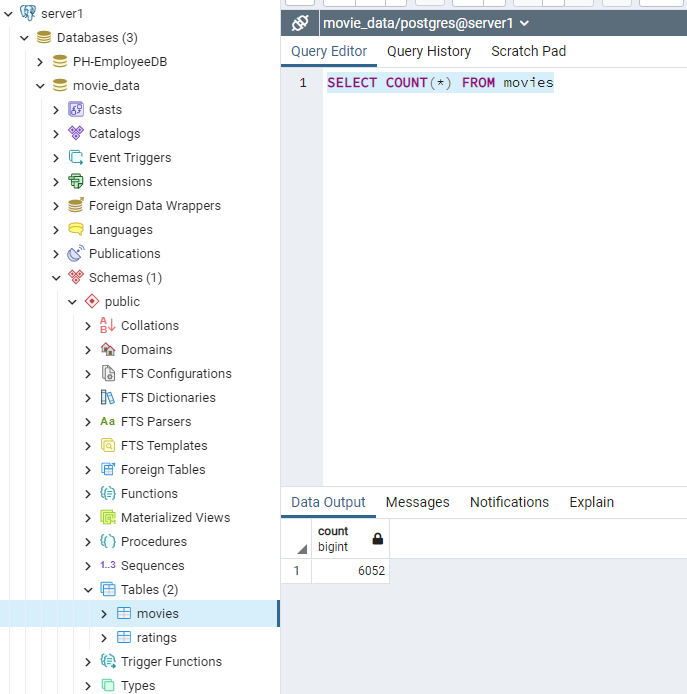 server1
Databases (3)
PH-EmployeeDB
movie_data
Casts
Catalogs
Event Triggers
Extensions
Foreign Data Wrappers
Languages
Publications
Schemas (1)
public
Collations
Domains
FTS Configurations
FTS Dictionaries
Aa FTS Parsers
FTS Templates
Foreign Tables
Functions
Materialized Views
Procedures
1..3 Sequences
Tables (2)
movies
ratings
Trigger Functions
Types
movie_data/postgres@server1
Query Editor Query History Scratch Pad
1 SELECT COUNT(*) FROM movies
Data Output Messages Notifications Explain
count
bigint
1 6052